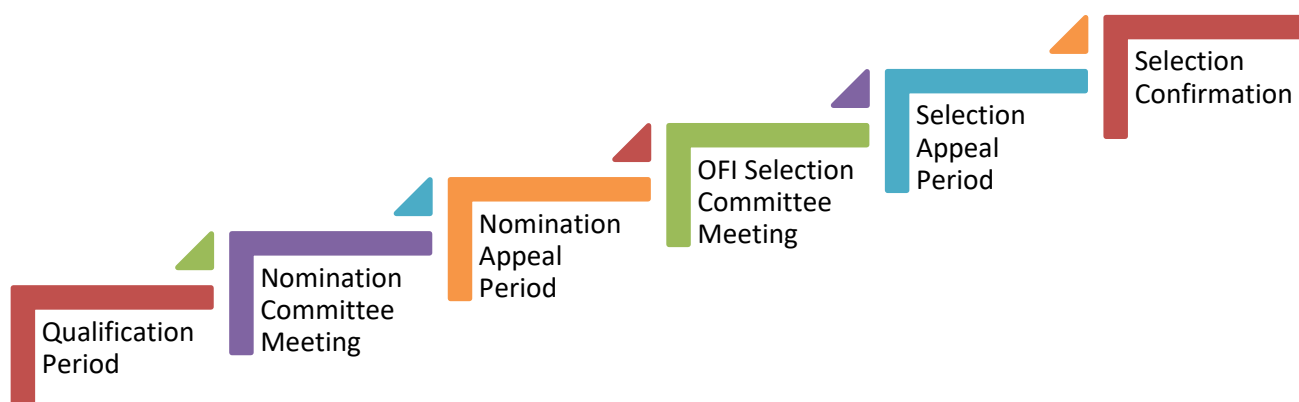 Qualification
Period
Nomination
Committee
Meeting
Nomination
Appeal
Period
OFI Selection
Committee
Meeting
Selection
Appeal
Period
Selection
Confirmation